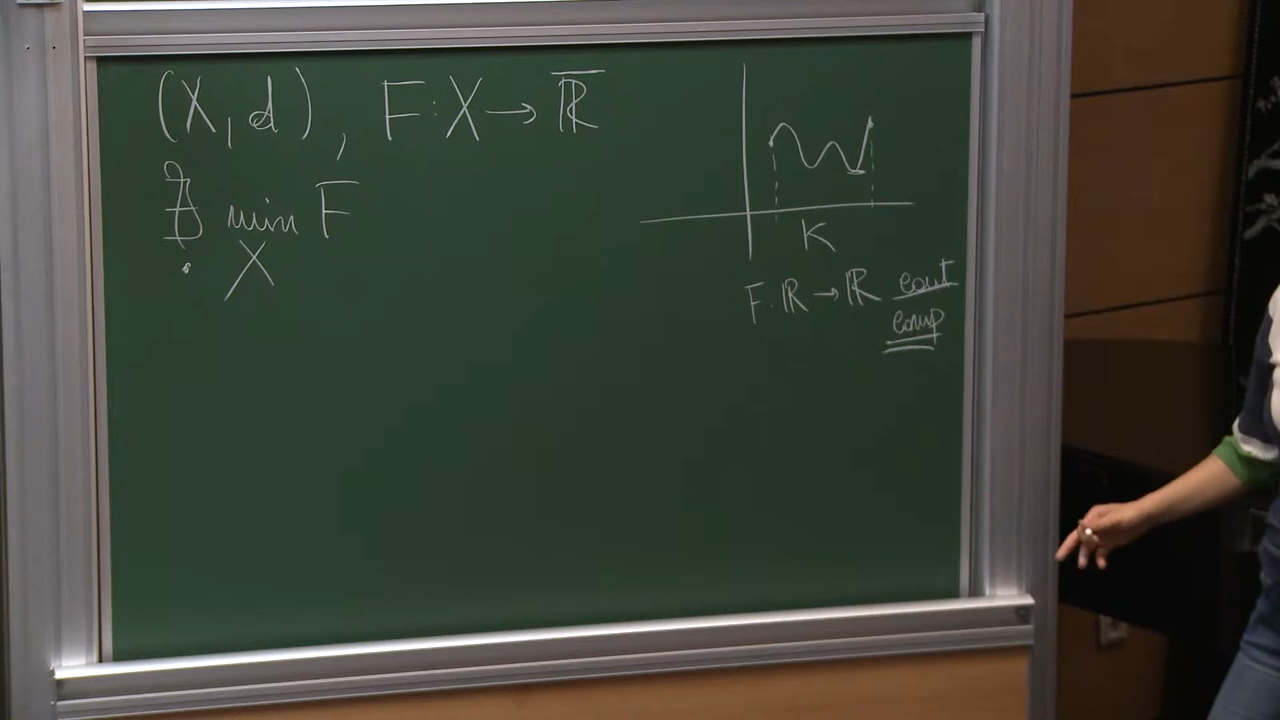 (X, d), F: X → ℝ̅
∃ min F
X
K
F: ℝ → ℝ cont
comp